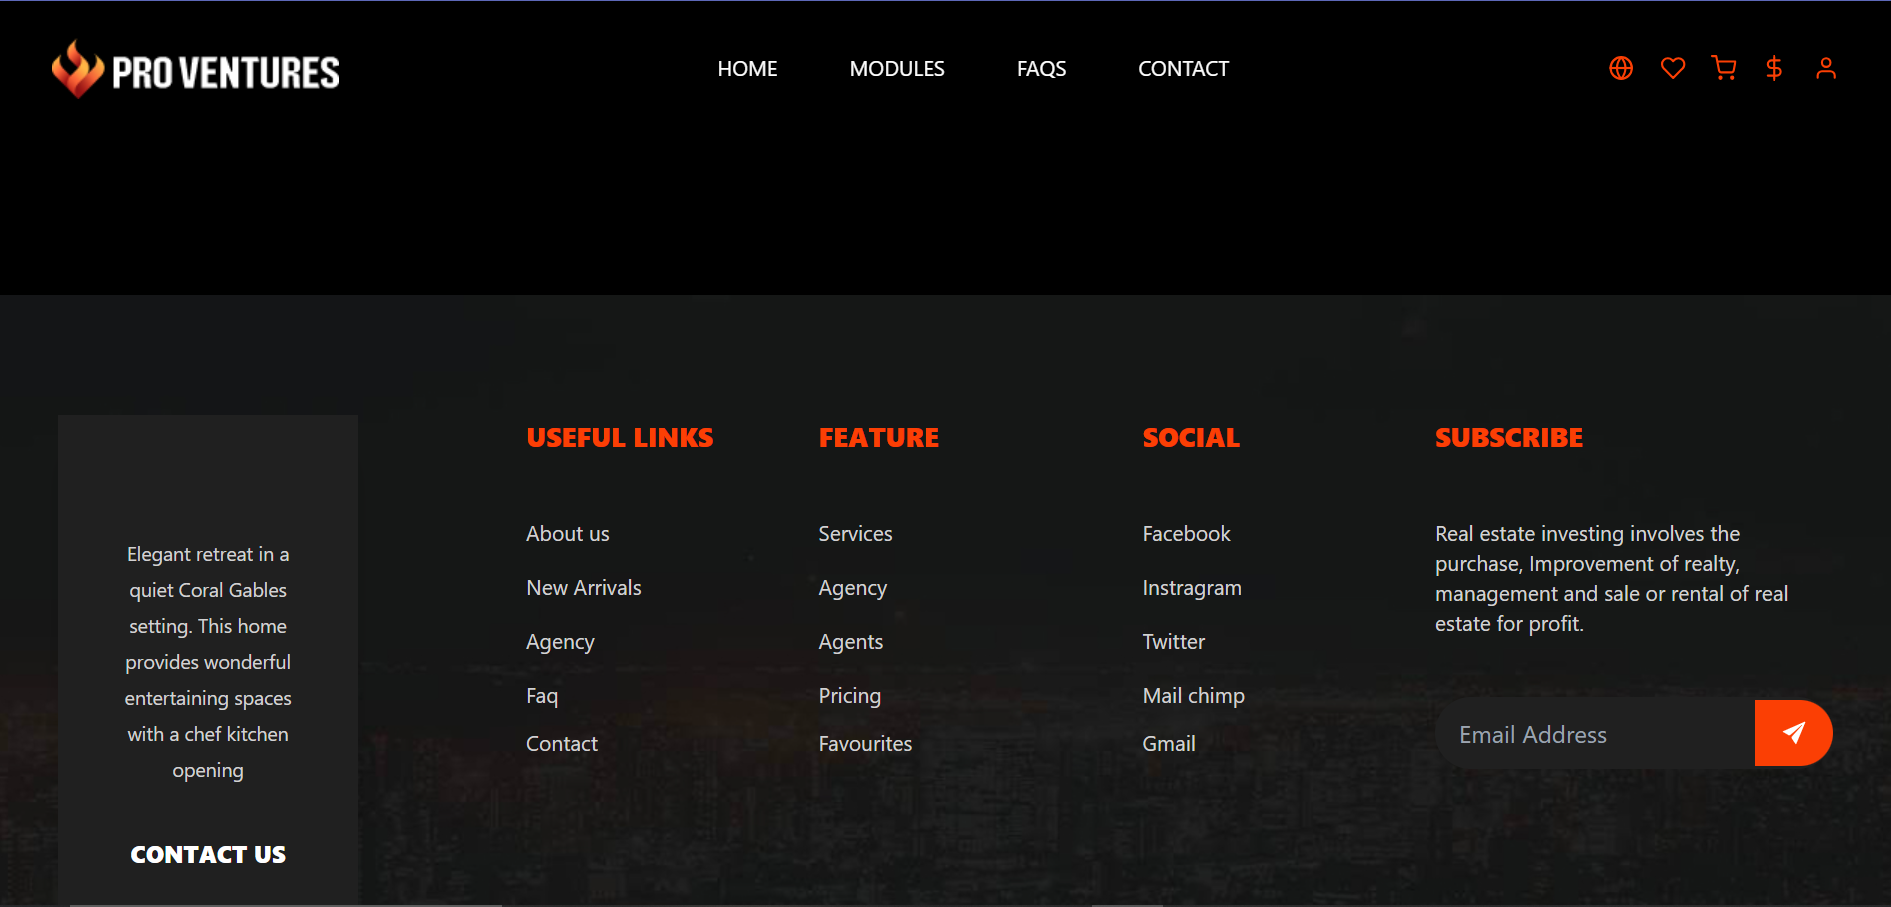 PRO VENTURES
HOME
MODULES
FAQS
CONTACT
Elegant retreat in a
quiet Coral Gables
setting. This home
provides wonderful
entertaining spaces
with a chef kitchen
opening
CONTACT US
USEFUL LINKS
About us
New Arrivals
Agency
Faq
Contact
FEATURE
Services
Agency
Agents
Pricing
Favourites
SOCIAL
Facebook
Instragram
Twitter
Mail chimp
Gmail
SUBSCRIBE
Real estate investing involves the
purchase, Improvement of realty,
management and sale or rental of real
estate for profit.
Email Address